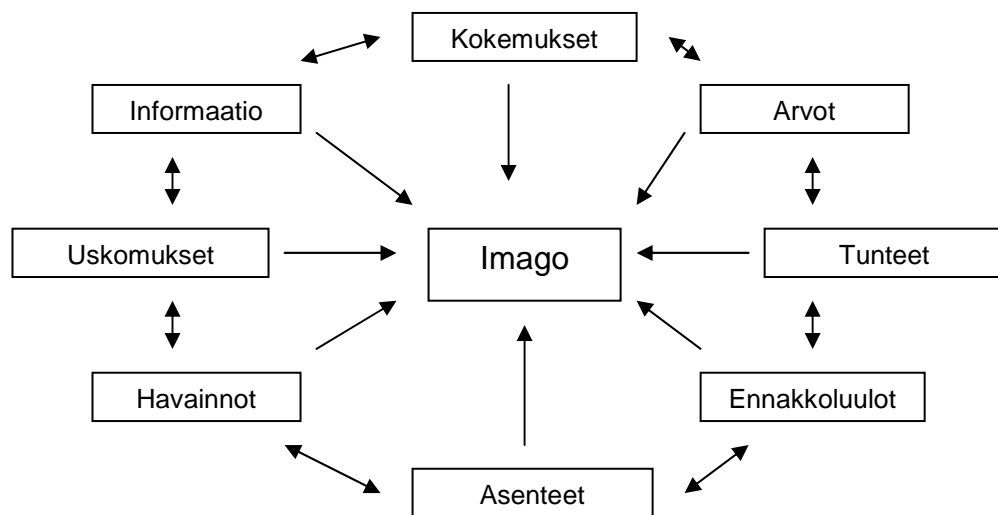 Kokemukset
Informaatio
Arvot
Uskomukset
Imago
Tunteet
Havainnot
Ennakkoluulot
Asenteet